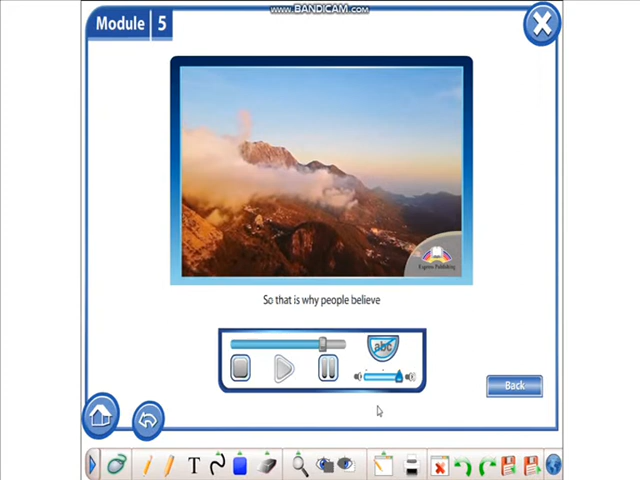 www.BANDICAM.com
Module 5
Express Publishing
So that is why people believe
abc
Back
T